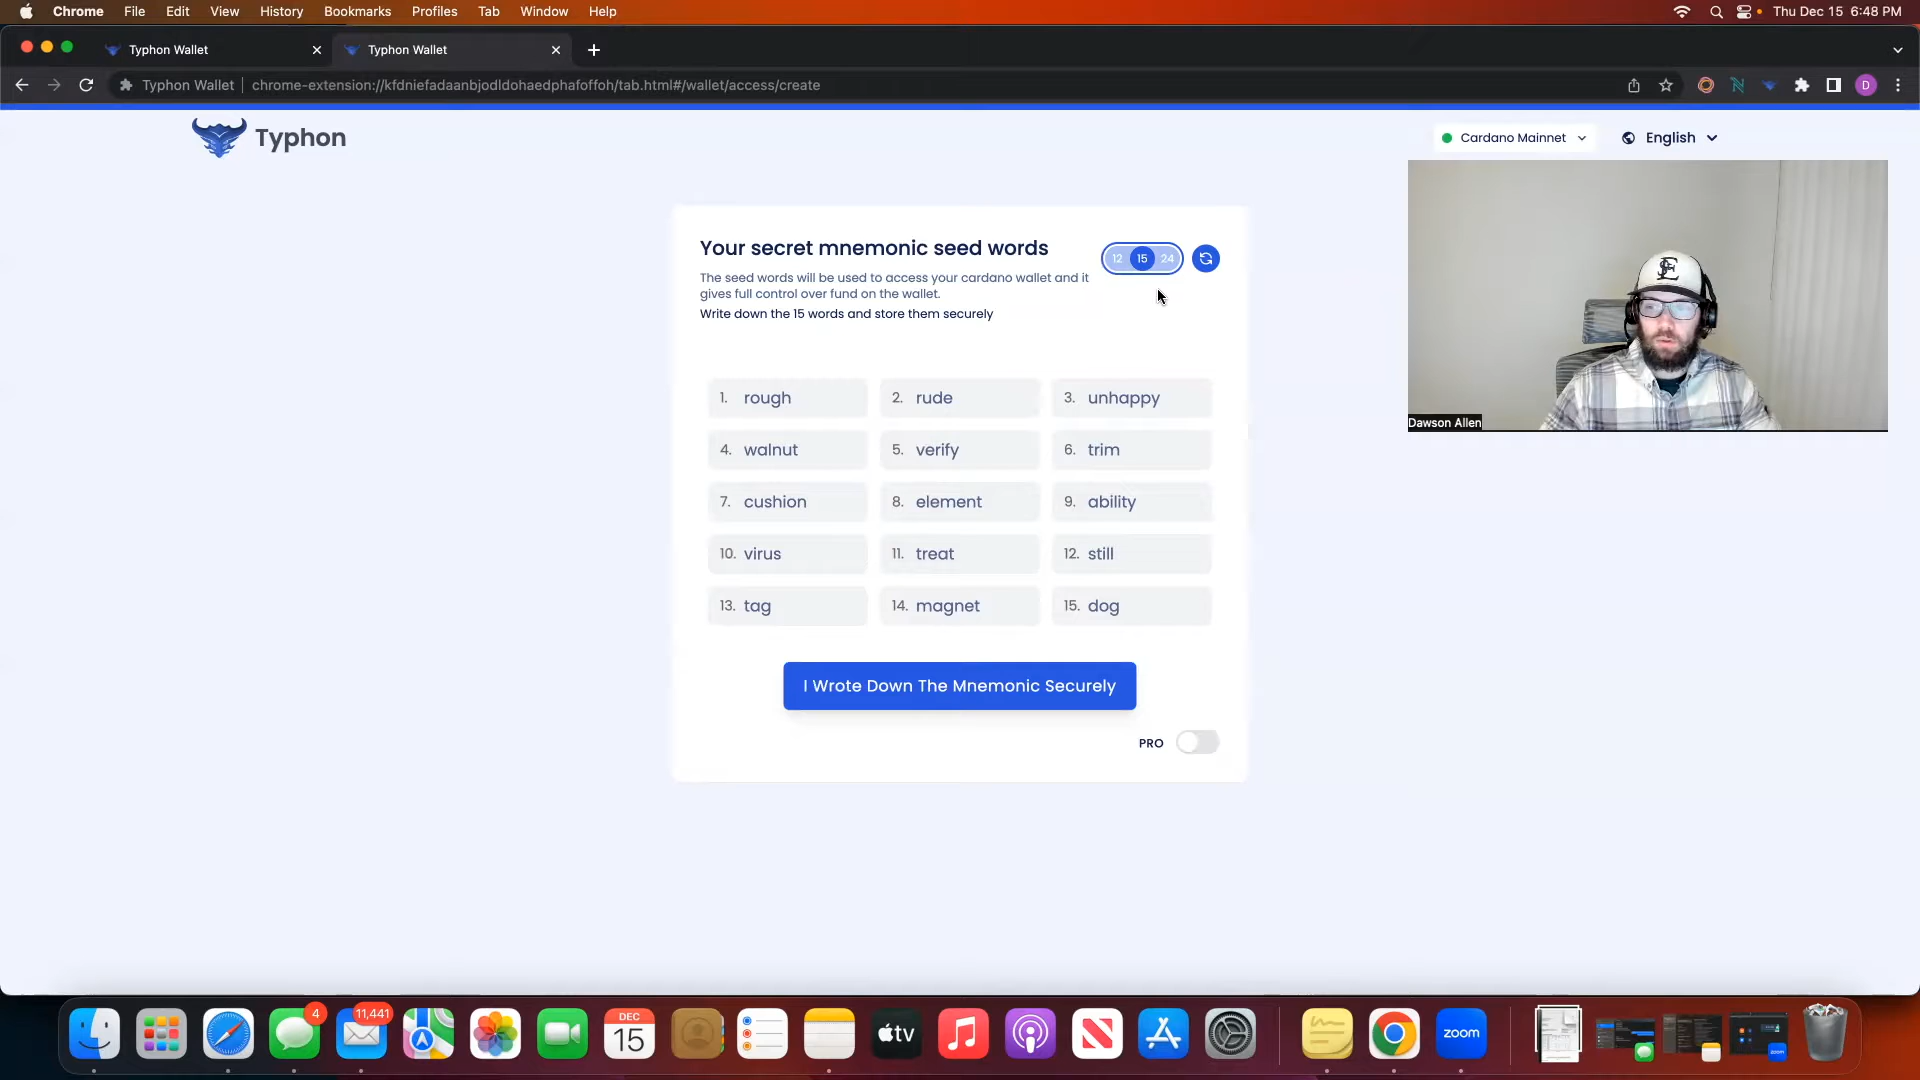 Chrome File Edit View History Bookmarks Profiles Tab Window Help
Thu Dec 15 6:48 PM
Typhon Wallet
Typhon Wallet
Typhon Wallet
chrome-extension://kfdniefadaanbjodldohaedphafoffoh/tab.html#/wallet/access/create
D
Typhon
Cardano Mainnet
English
Your secret mnemonic seed words
12 15 24
The seed words will be used to access your cardano wallet and it
gives full control over fund on the wallet.
Write down the 15 words and store them securely
Dawson Allen
1. rough 2. rude 3. unhappy
4. walnut 5. verify 6. trim
7. cushion 8. element 9. ability
10. virus 11. treat 12. still
13. tag 14. magnet 15. dog
I Wrote Down The Mnemonic Securely
PRO
4
11,441
DEC
15
tv
zoom